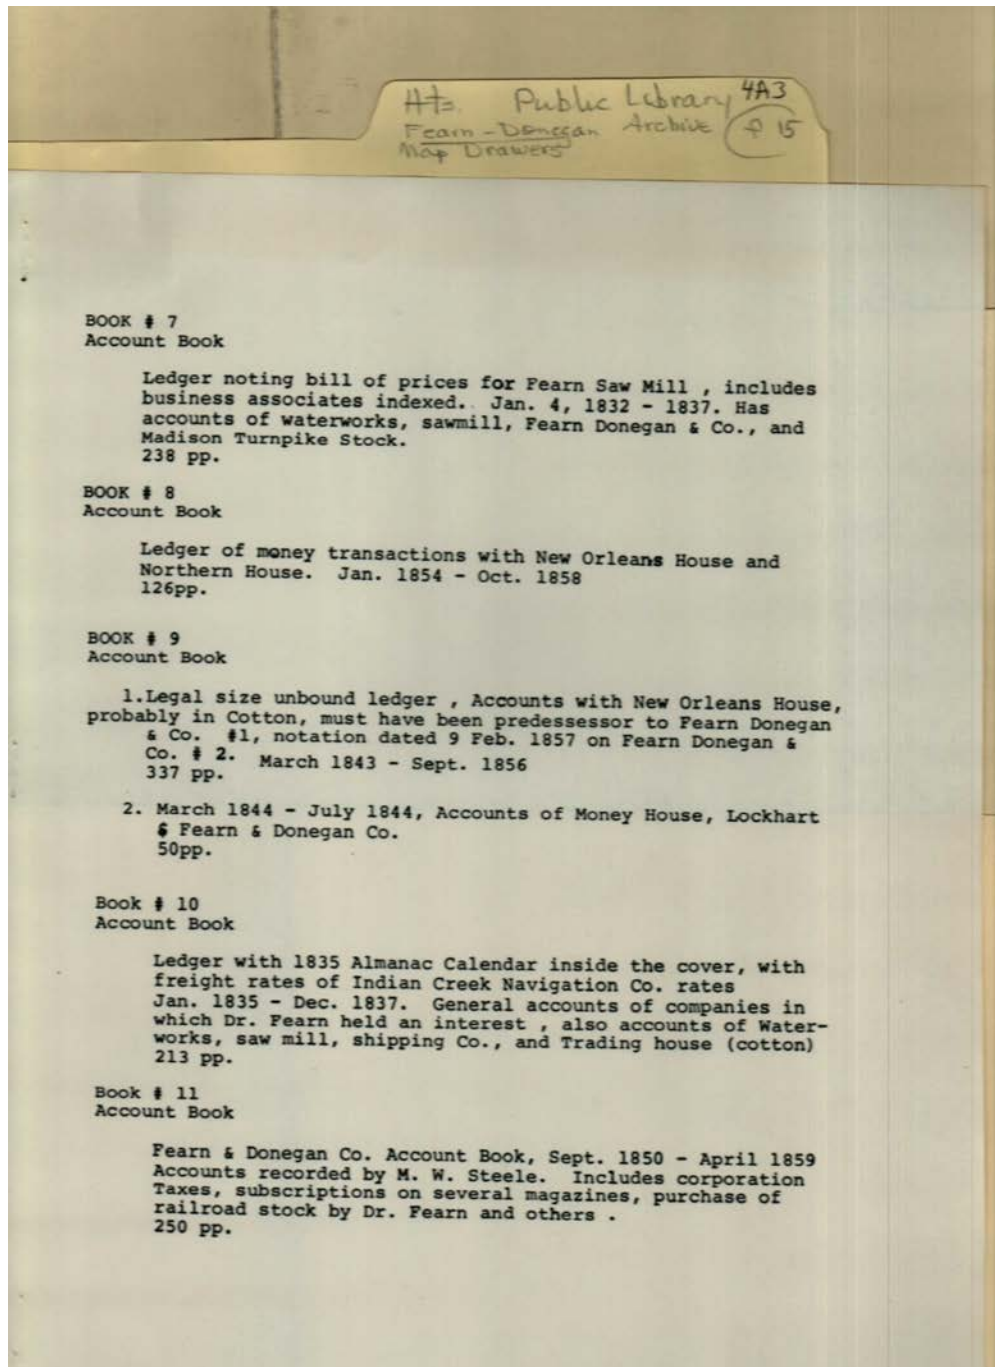 Hts. Public Library 4A3
Fearn-Donegan Archive P 15
Map Drawers
BOOK # 7
Account Book
Ledger noting bill of prices for Fearn Saw Mill , includes
business associates indexed. Jan. 4, 1832 - 1837. Has
accounts of waterworks, sawmill, Fearn Donegan & Co., and
Madison Turnpike Stock.
238 pp.
BOOK # 8
Account Book
Ledger of money transactions with New Orleans House and
Northern House. Jan. 1854 - Oct. 1858
126pp.
BOOK # 9
Account Book
1.Legal size unbound ledger , Accounts with New Orleans House,
probably in Cotton, must have been predessessor to Fearn Donegan
& Co. #1, notation dated 9 Feb. 1857 on Fearn Donegan &
Co. # 2. March 1843 - Sept. 1856
337 pp.
2. March 1844 - July 1844, Accounts of Money House, Lockhart
$ Fearn & Donegan Co.
50pp.
Book # 10
Account Book
Ledger with 1835 Almanac Calendar inside the cover, with
freight rates of Indian Creek Navigation Co. rates
Jan. 1835 - Dec. 1837. General accounts of companies in
which Dr. Fearn held an interest , also accounts of Water-
works, saw mill, shipping Co., and Trading house (cotton)
213 pp.
Book # 11
Account Book
Fearn & Donegan Co. Account Book, Sept. 1850 - April 1859
Accounts recorded by M. W. Steele. Includes corporation
Taxes, subscriptions on several magazines, purchase of
railroad stock by Dr. Fearn and others .
250 pp.